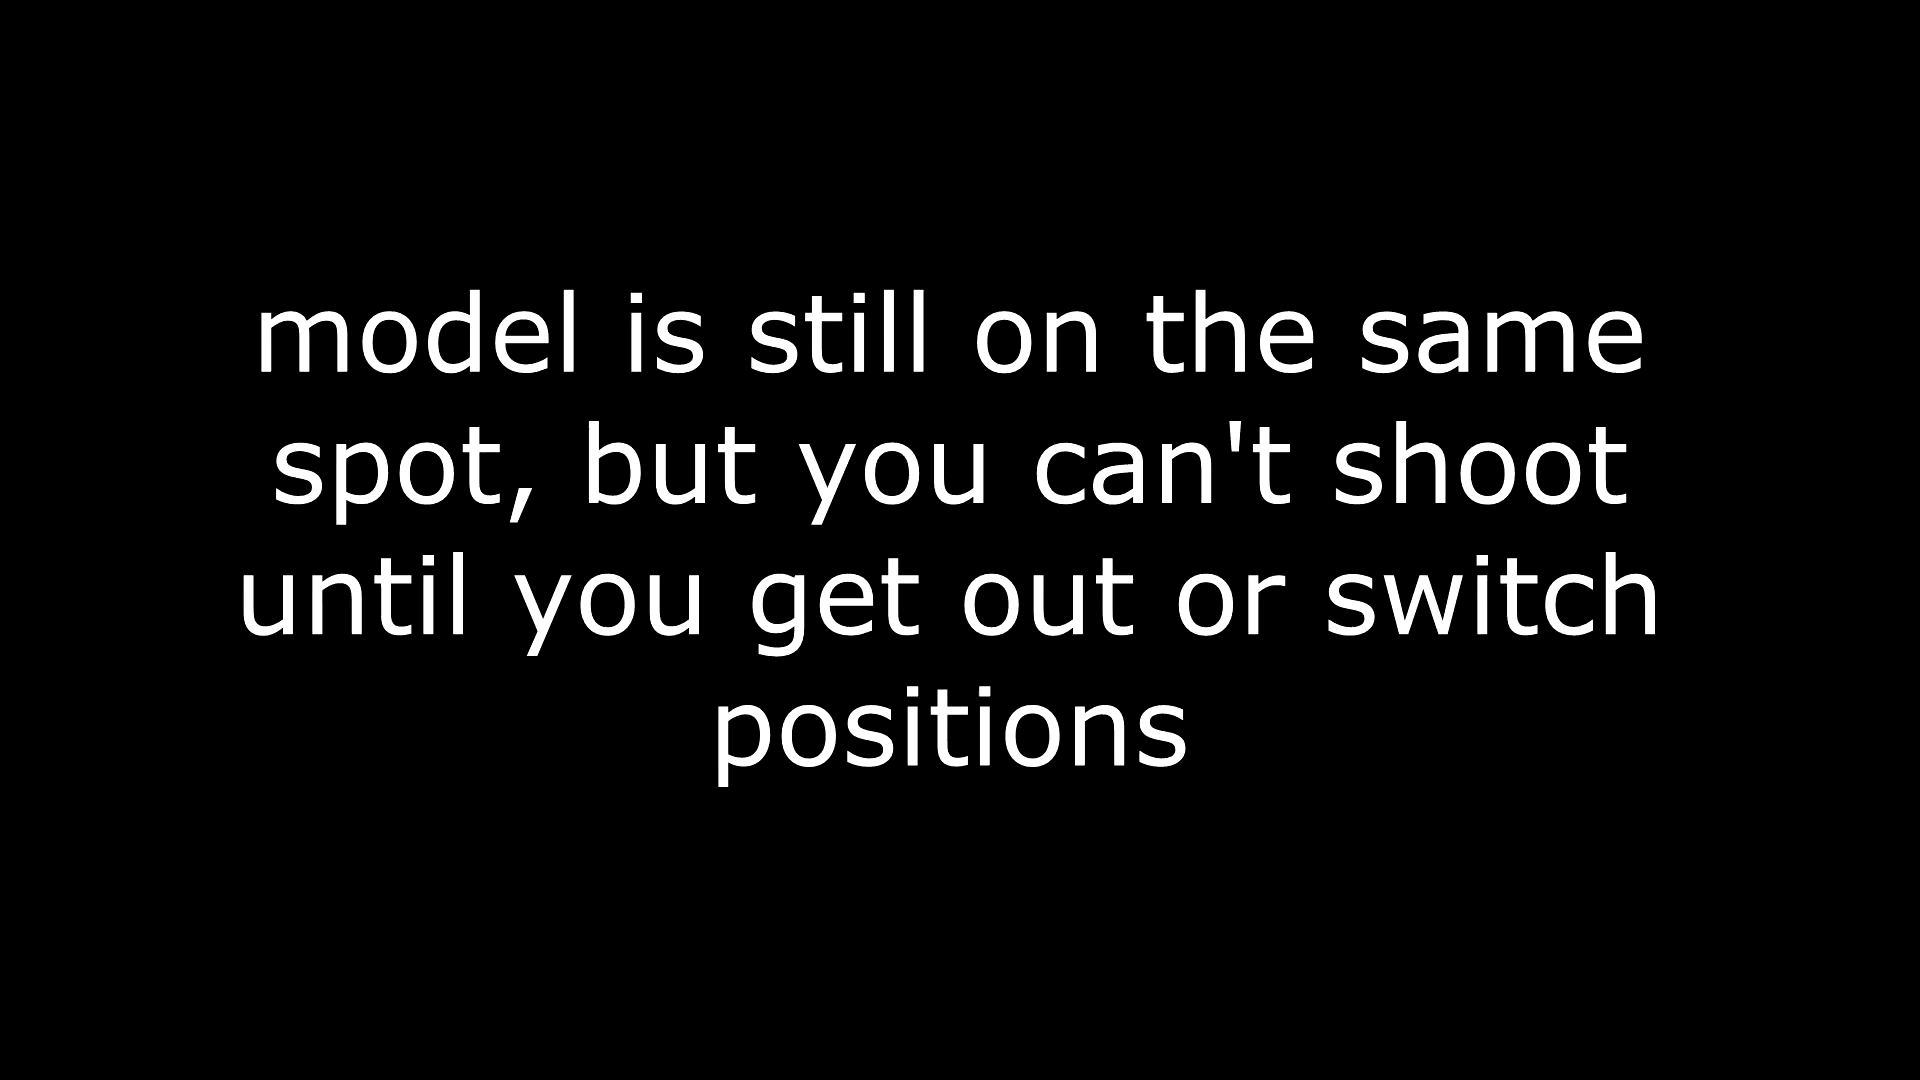 model is still on the same
spot, but you can't shoot
until you get out or switch
positions